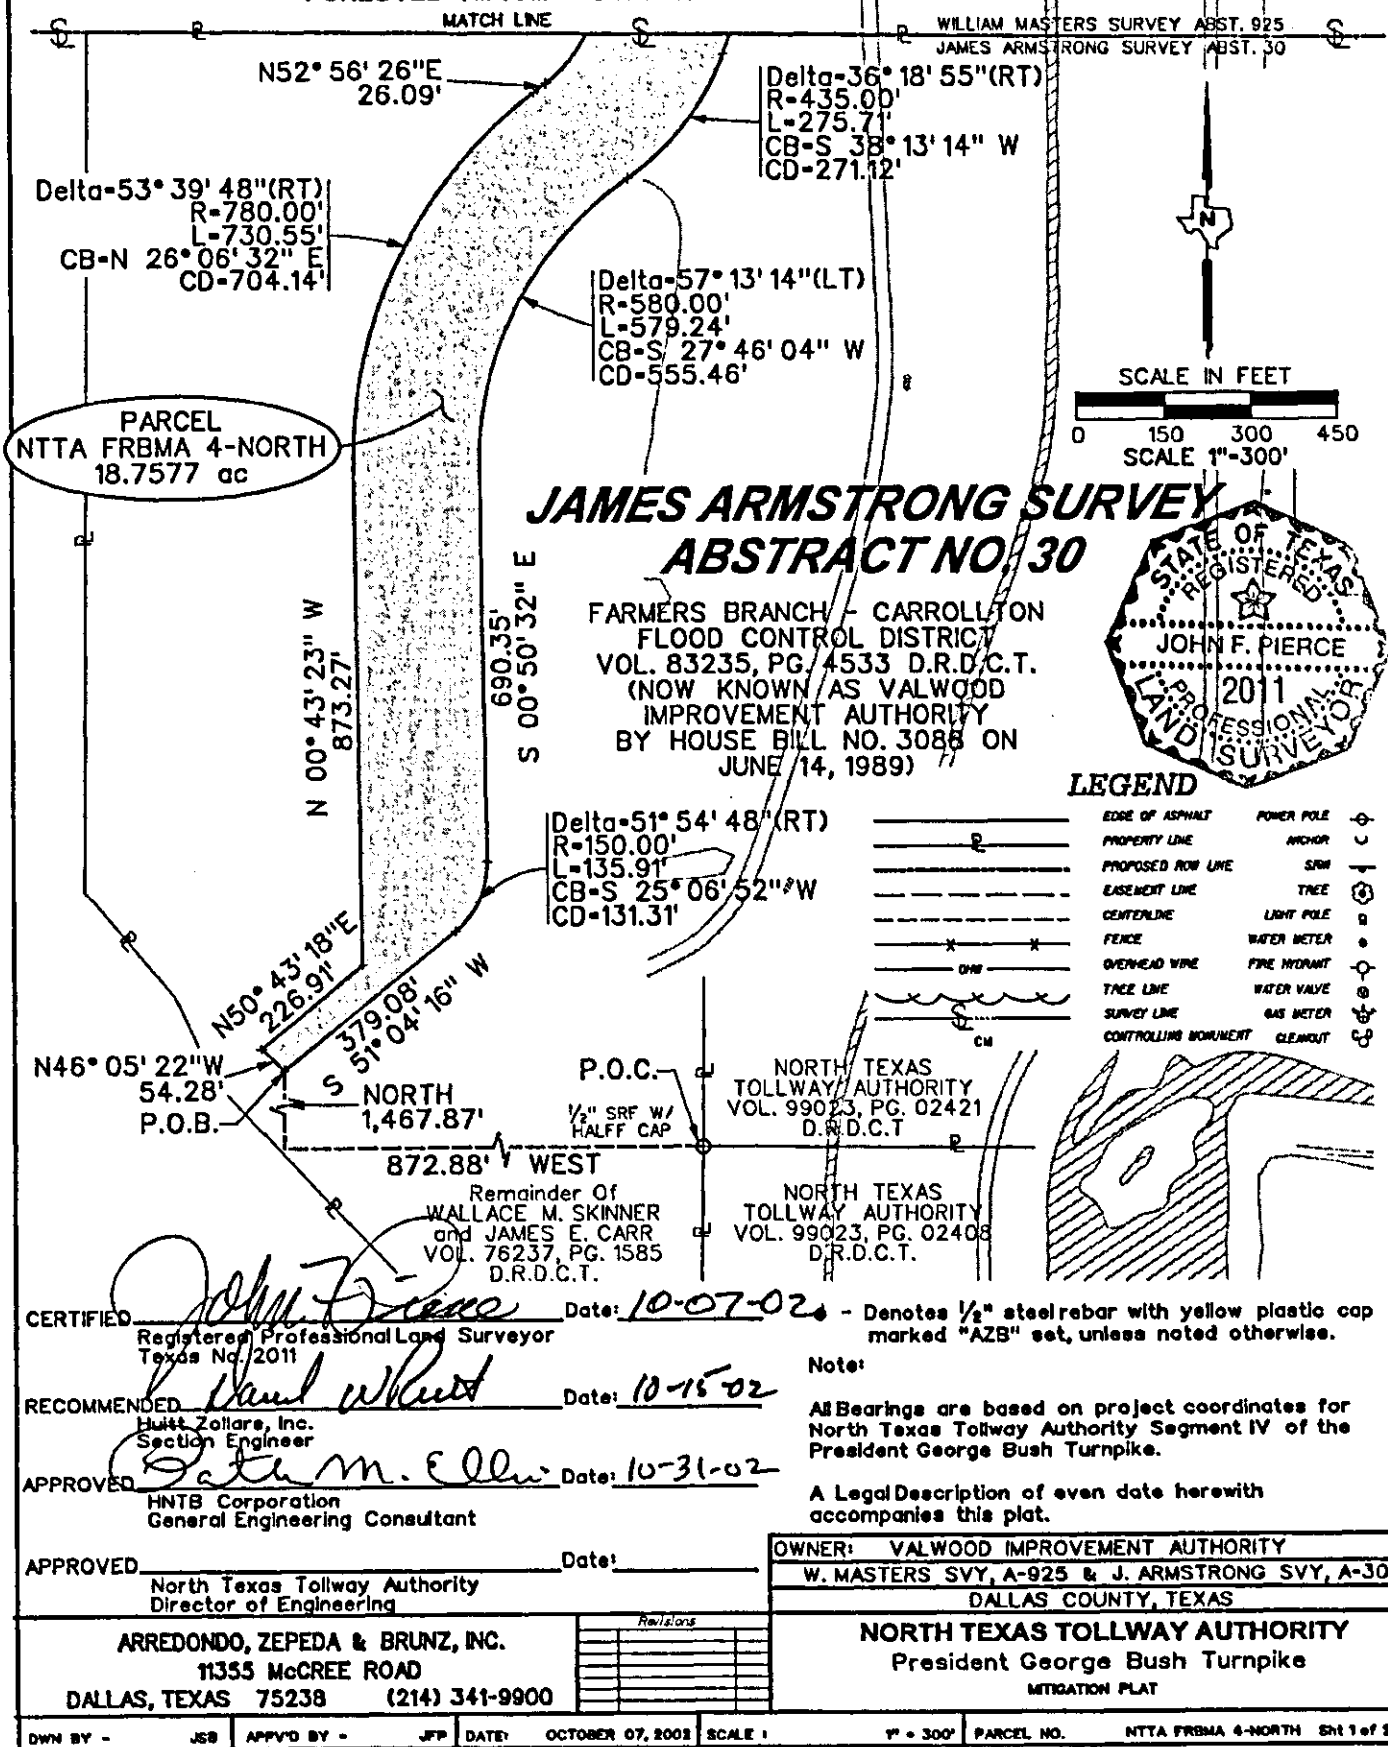 MATCH LINE
WILLIAM MASTERS SURVEY ABST. 925
JAMES ARMSTRONG SURVEY ABST. 30
N52° 56' 26"E
26.09'
Delta=36° 18' 55"(RT)
R=435.00'
L=275.71'
CB=S 38° 13' 14" W
CD=271.12'
Delta=53° 39' 48"(RT)
R=780.00'
L=730.55'
CB=N 26° 06' 32" E
CD=704.14'
N
Delta=57° 13' 14"(LT)
R=580.00'
L=579.24'
CB=S 27° 46' 04" W
CD=555.46'
SCALE IN FEET
0 150 300 450
SCALE 1"=300'
PARCEL
NTTA FRBMA 4-NORTH
18.7577 ac
JAMES ARMSTRONG SURVEY
ABSTRACT NO. 30
STATE OF TEXAS
REGISTERED
JOHN F. PIERCE
2011
PROFESSIONAL
LAND SURVEYOR
FARMERS BRANCH - CARROLLTON
FLOOD CONTROL DISTRICT
VOL. 83235, PG. 4533 D.R.D.C.T.
(NOW KNOWN AS VALWOOD
IMPROVEMENT AUTHORITY
BY HOUSE BILL NO. 3088 ON
JUNE 14, 1989)
N 00° 43' 23" W
873.27'
690.35'
S 00° 50' 32" E
LEGEND
EDGE OF ASPHALT POWER POLE
PROPERTY LINE ANCHOR
PROPOSED ROW LINE SIGN
EASEMENT LINE TREE
CENTERLINE LIGHT POLE
FENCE WATER METER
OHW OVERHEAD WIRE FIRE HYDRANT
TREE LINE WATER VALVE
SURVEY LINE GAS METER
CM CONTROLLING MONUMENT CLEANOUT
Delta=51° 54' 48"(RT)
R=150.00'
L=135.91'
CB=S 25° 06' 52" W
CD=131.31'
N50° 43' 18"E
226.91'
379.08'
S 51° 04' 16" W
N46° 05' 22"W
54.28'
P.O.B.
NORTH
1,467.87'
P.O.C.
1/2" SRF W/
HALFF CAP
NORTH TEXAS
TOLLWAY AUTHORITY
VOL. 99023, PG. 02421
D.R.D.C.T
872.88' WEST
Remainder Of
WALLACE M. SKINNER
and JAMES E. CARR
VOL. 76237, PG. 1585
D.R.D.C.T.
NORTH TEXAS
TOLLWAY AUTHORITY
VOL. 99023, PG. 02408
D.R.D.C.T.
CERTIFIED John F. Pierce Date: 10-07-02
Registered Professional Land Surveyor
Texas No. 2011
- Denotes 1/2" steel rebar with yellow plastic cap
marked "AZB" set, unless noted otherwise.
RECOMMENDED Date: 10-15-02
Huitt Zollars, Inc.
Section Engineer
Note:
All Bearings are based on project coordinates for
North Texas Tollway Authority Segment IV of the
President George Bush Turnpike.
APPROVED Date: 10-31-02
HNTB Corporation
General Engineering Consultant
A Legal Description of even date herewith
accompanies this plat.
APPROVED Date:
North Texas Tollway Authority
Director of Engineering
OWNER: VALWOOD IMPROVEMENT AUTHORITY
W. MASTERS SVY, A-925 & J. ARMSTRONG SVY, A-30
DALLAS COUNTY, TEXAS
ARREDONDO, ZEPEDA & BRUNZ, INC.
11355 McCREE ROAD
DALLAS, TEXAS 75238 (214) 341-9900
Revisions
NORTH TEXAS TOLLWAY AUTHORITY
President George Bush Turnpike
MITIGATION PLAT
DWN BY - JSB APPV'D BY - JFP DATE: OCTOBER 07, 2002 SCALE : 1" = 300' PARCEL NO. NTTA FRBMA 4-NORTH Sht 1 of